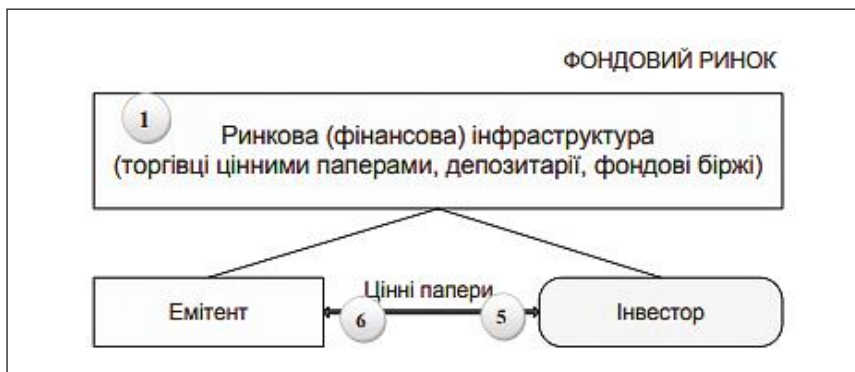 ФОНДОВИЙ РИНОК
1
Ринкова (фінансова) інфраструктура
(торгівці цінними паперами, депозитарії, фондові біржі)
Цінні папери
Емітент
6
5
Інвестор